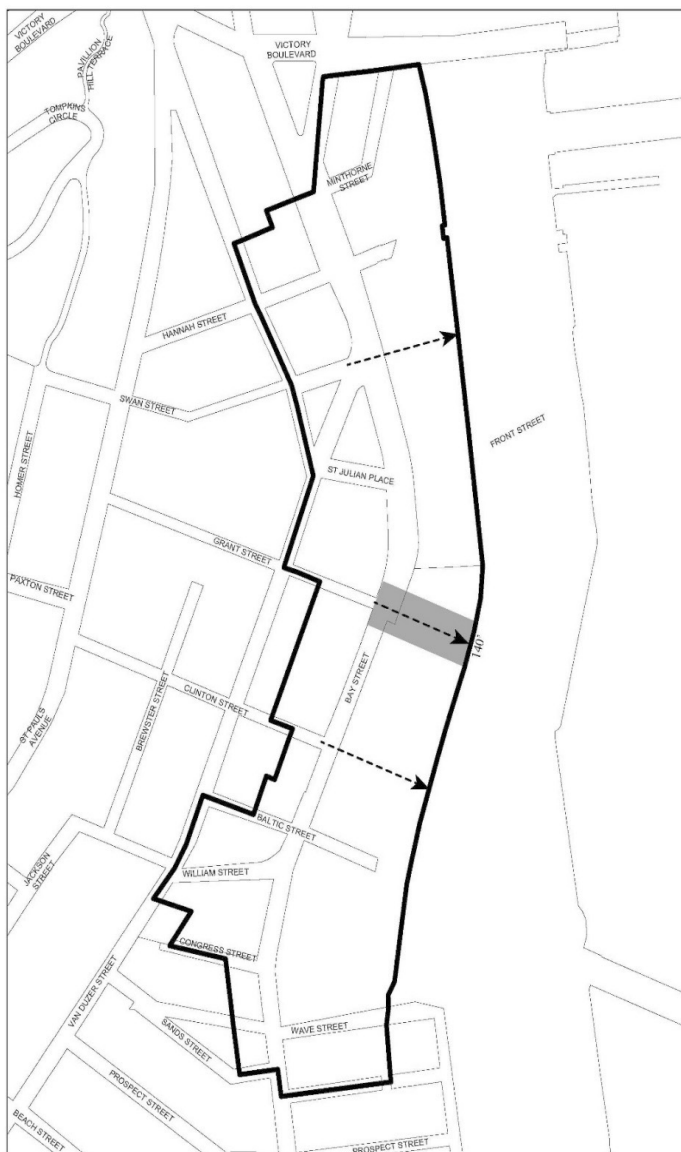 VICTORY
BOULEVARD
PAVILLION
HILL TERRACE
VICTORY
BOULEVARD
TOMPKINS
CIRCLE
MINTHORNE
STREET
HANNAH STREET
SWAN STREET
FRONT STREET
HOMER STREET
ST JULIAN PLACE
GRANT STREET
PAXTON STREET
140'
BAY STREET
CLINTON STREET
BREWSTER STREET
ST PAULS
AVENUE
BALTIC STREET
JACKSON
STREET
WILLIAM STREET
CONGRESS STREET
VAN DUZER STREET
WAVE STREET
SANDS STREET
PROSPECT STREET
BEACH STREET
PROSPECT STREET